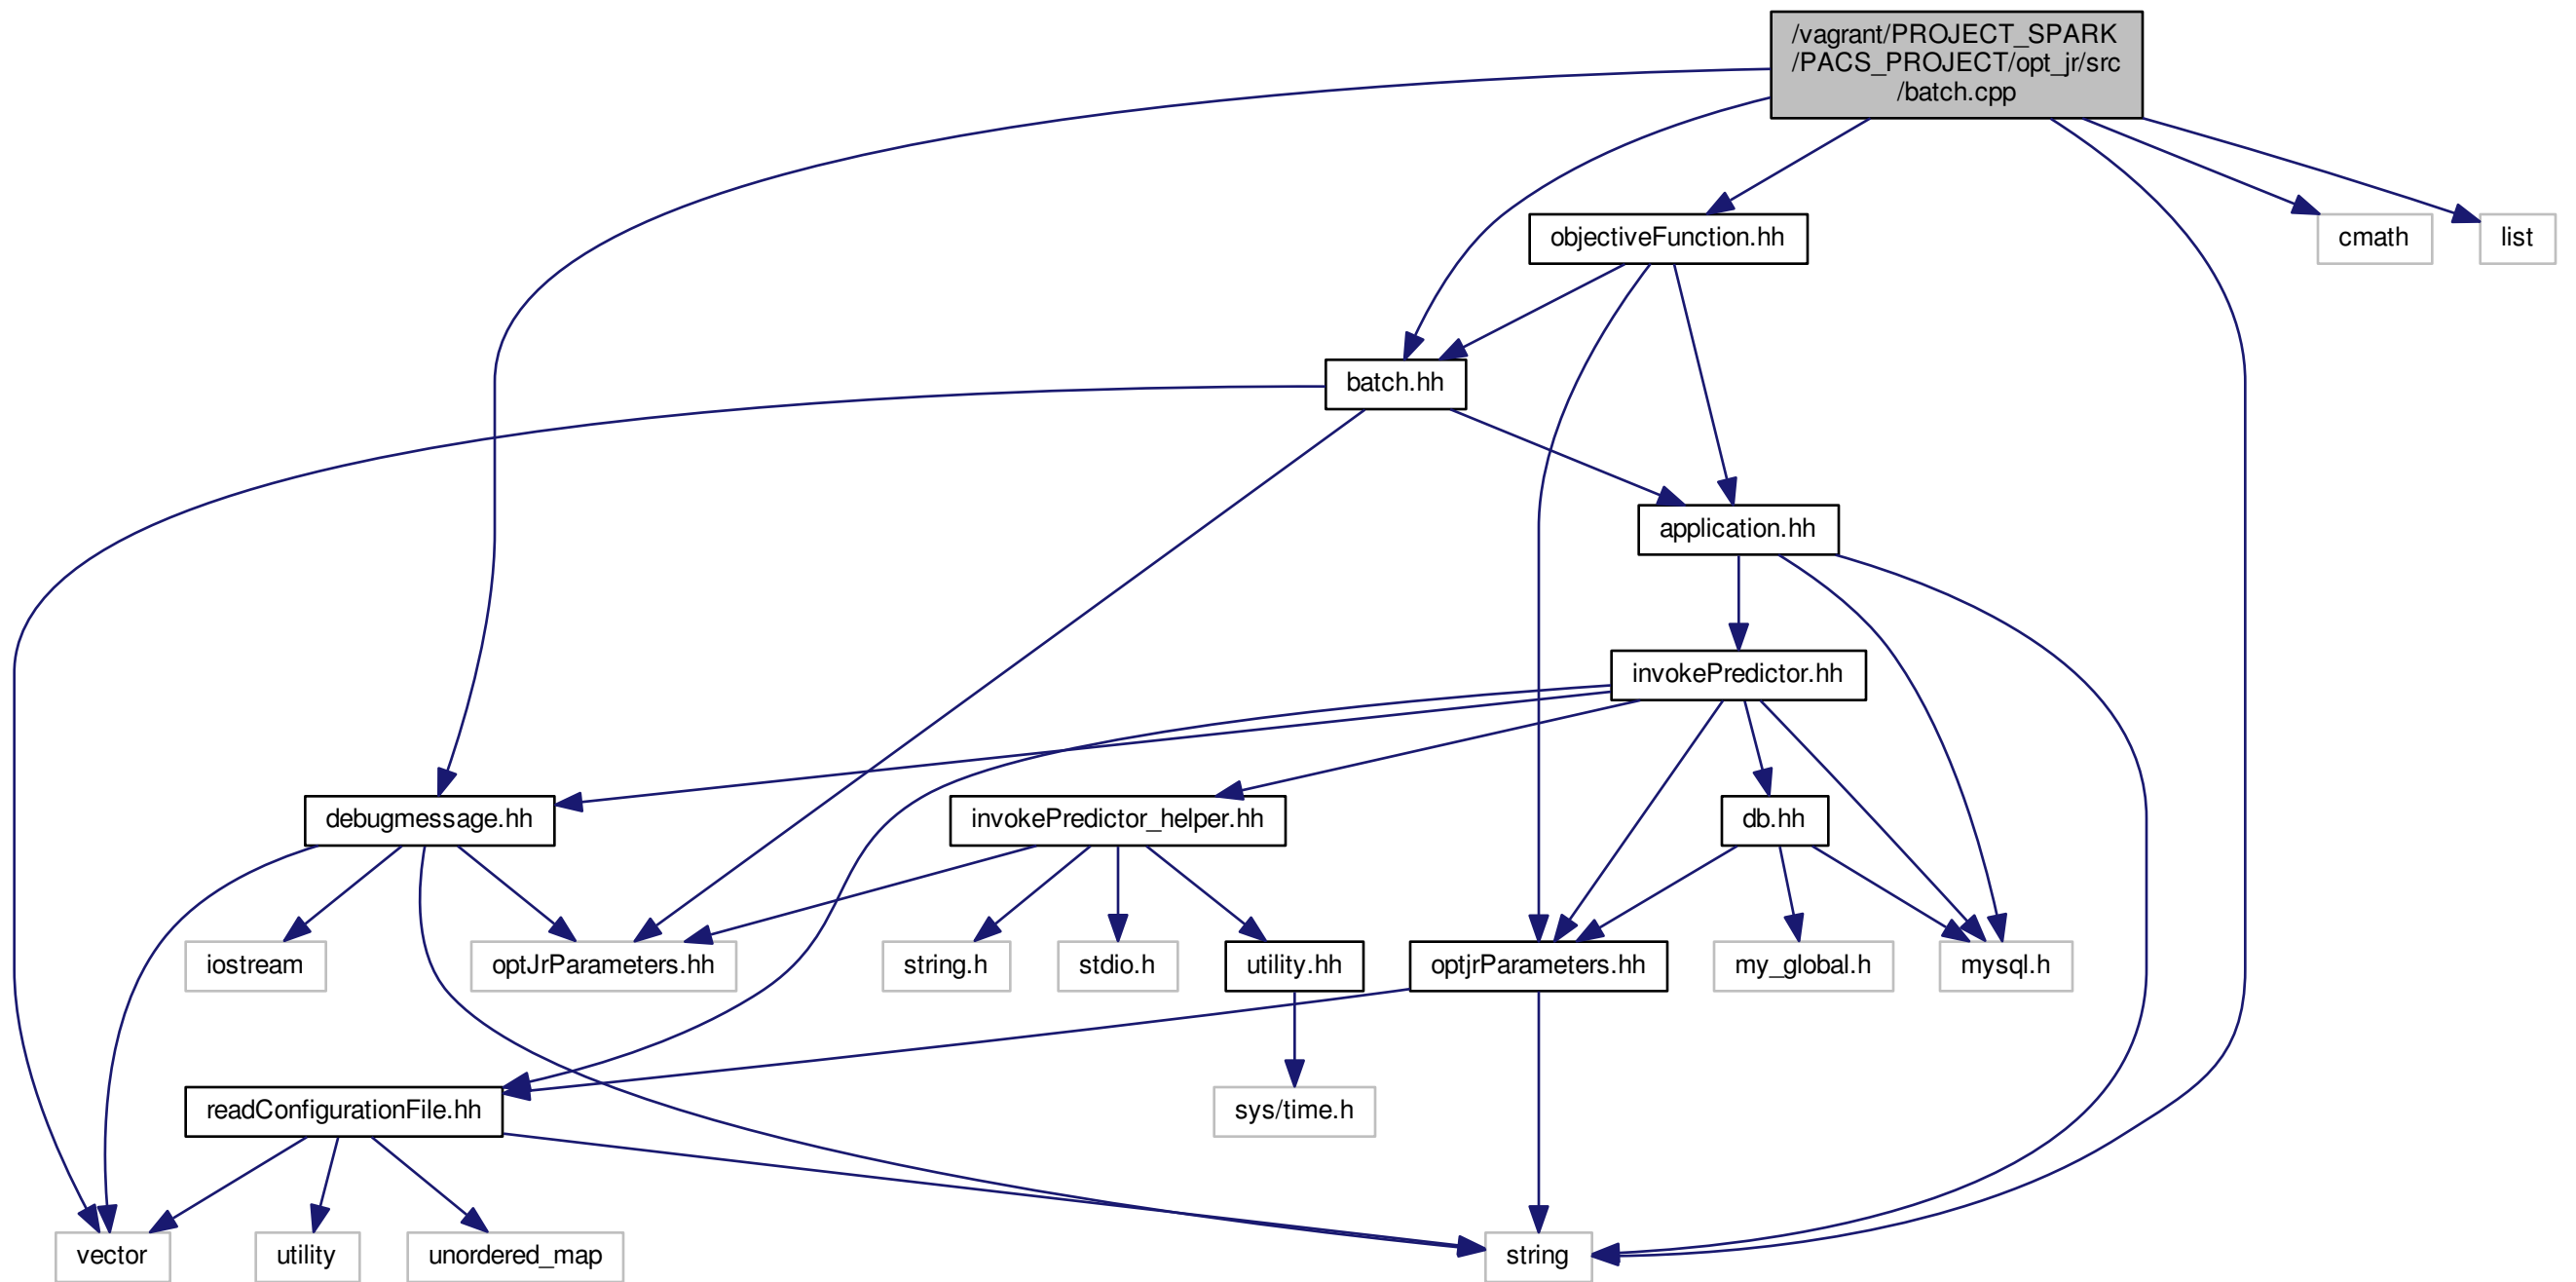 /vagrant/PROJECT_SPARK
/PACS_PROJECT/opt_jr/src
/batch.cpp
objectiveFunction.hh
cmath
list
batch.hh
application.hh
invokePredictor.hh
debugmessage.hh
invokePredictor_helper.hh
db.hh
iostream
optJrParameters.hh
string.h
stdio.h
utility.hh
optjrParameters.hh
my_global.h
mysql.h
readConfigurationFile.hh
sys/time.h
vector
utility
unordered_map
string